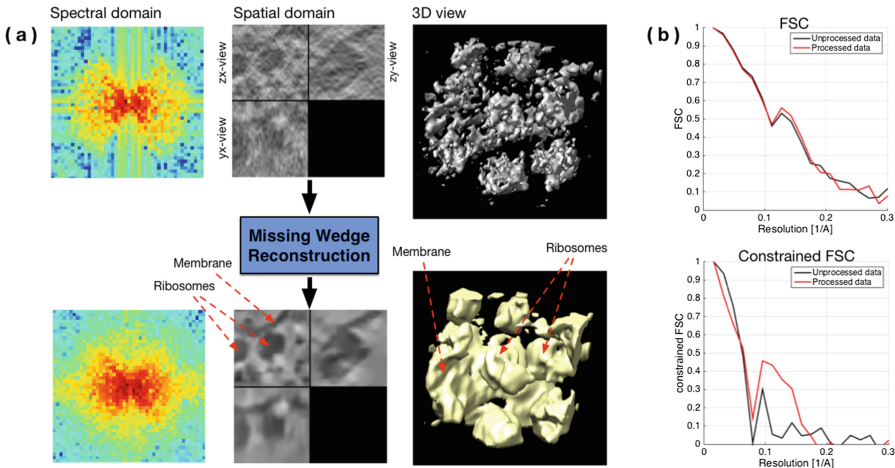 ( a )
Spectral domain
Spatial domain
3D view
zx-view
zy-view
yx-view
Missing Wedge
Reconstruction
Membrane
Ribosomes
Membrane
Ribosomes
( b )
FSC
Unprocessed data
Processed data
FSC
1
0.9
0.8
0.7
0.6
0.5
0.4
0.3
0.2
0.1
0
0 0.1 0.2 0.3
Resolution [1/A]
Constrained FSC
Unprocessed data
Processed data
constrained FSC
1
0.9
0.8
0.7
0.6
0.5
0.4
0.3
0.2
0.1
0
0 0.1 0.2 0.3
Resolution [1/A]